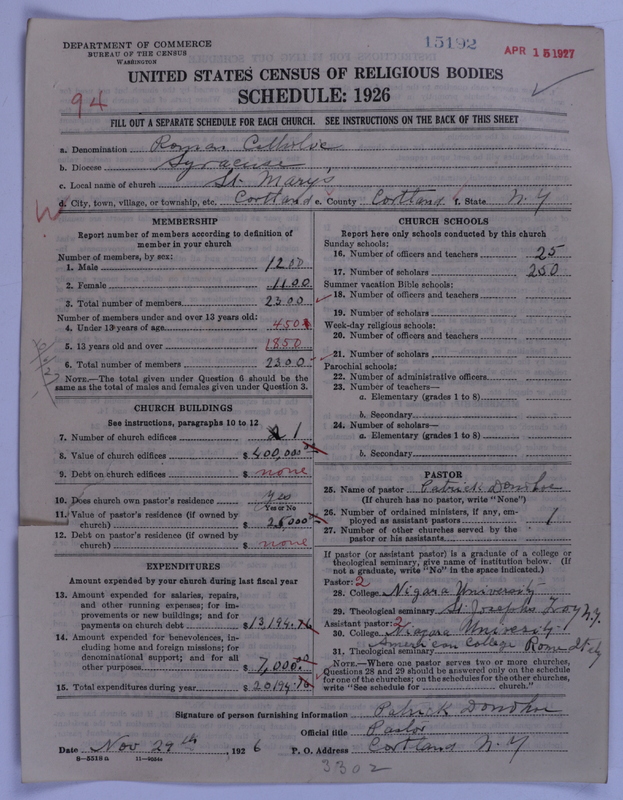 DEPARTMENT OF COMMERCE
BUREAU OF THE CENSUS
WASHINGTON
15192
APR 15 1927
94
UNITED STATES CENSUS OF RELIGIOUS BODIES
SCHEDULE: 1926
FILL OUT A SEPARATE SCHEDULE FOR EACH CHURCH. SEE INSTRUCTIONS ON THE BACK OF THIS SHEET
a. Denomination Roman Catholic
b. Diocese Syracuse
c. Local name of church St. Mary's
d. City, town, village, or township, etc. Cortland e. County Cortland f. State N. Y
MEMBERSHIP
Report number of members according to definition of member in your church
Number of members, by sex:
1. Male 1200
2. Female 1100
3. Total number of members 2300
Number of members under and over 13 years old:
4. Under 13 years of age 450
5. 13 years old and over 1850
6. Total number of members 2300
NOTE.—The total given under Question 6 should be the same as the total of males and females given under Question 3.
CHURCH BUILDINGS
See instructions, paragraphs 10 to 12
7. Number of church edifices 1
8. Value of church edifices $ 400,000
9. Debt on church edifices $ none
10. Does church own pastor's residence yes
Yes or No
11. Value of pastor's residence (if owned by church) $ 25,000
12. Debt on pastor's residence (if owned by church) $ none
EXPENDITURES
Amount expended by your church during last fiscal year
13. Amount expended for salaries, repairs, and other running expenses; for improvements or new buildings; and for payments on church debt $ 13,194.76
14. Amount expended for benevolences, including home and foreign missions; for denominational support; and for all other purposes $ 7,000.
15. Total expenditures during year $ 20194.76
CHURCH SCHOOLS
Report here only schools conducted by this church
Sunday schools:
16. Number of officers and teachers 25
17. Number of scholars 250
Summer vacation Bible schools:
18. Number of officers and teachers
19. Number of scholars
Week-day religious schools:
20. Number of officers and teachers
21. Number of scholars
Parochial schools:
22. Number of administrative officers
23. Number of teachers—
a. Elementary (grades 1 to 8)
b. Secondary
24. Number of scholars—
a. Elementary (grades 1 to 8)
b. Secondary
PASTOR
25. Name of pastor Patrick Donohoe
(If church has no pastor, write "None")
26. Number of ordained ministers, if any, employed as assistant pastors 1
27. Number of other churches served by the pastor or his assistants
If pastor (or assistant pastor) is a graduate of a college or theological seminary, give name of institution below. (If not a graduate, write "No" in the space indicated.)
Pastor: 2
28. College Niagara University
29. Theological seminary St Josephs Troy N.Y.
Assistant pastor: 2
30. College Niagara University
American College Rome Italy
31. Theological seminary
NOTE.—Where one pastor serves two or more churches, Questions 28 and 29 should be answered only on the schedule for one of the churches; on the schedules for the other churches, write "See schedule for church."
Signature of person furnishing information Patrick Donohoe
Official title Pastor
Date Nov 29th 1926 P. O. Address Cortland N. Y
8—5518a 11—9554a
3302